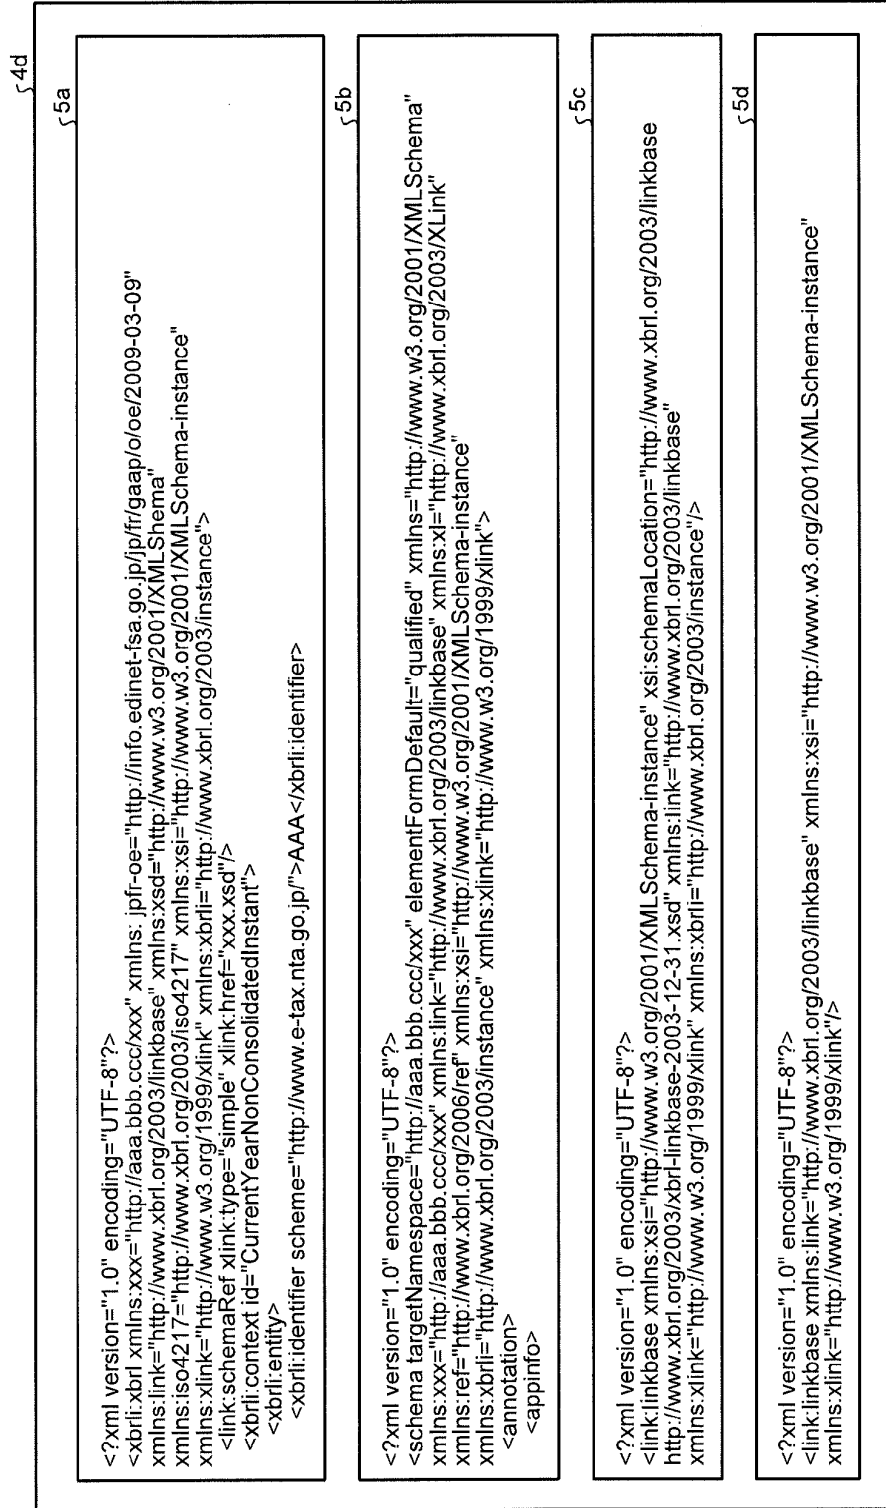 4d
5a
<?xml version="1.0" encoding="UTF-8"?>
<xbrli:xbrl xmlns:xxx="http://aaa.bbb.ccc/xxx" xmlns: jpfr-oe="http://info.edinet-fsa.go.jp/jp/fr/gaap/o/oe/2009-03-09"
xmlns:link="http://www.xbrl.org/2003/linkbase" xmlns:xsd="http://www.w3.org/2001/XMLShema"
xmlns:iso4217="http://www.xbrl.org/2003/iso4217" xmlns:xsi="http://www.w3.org/2001/XMLSchema-instance"
xmlns:xlink="http://www.w3.org/1999/xlink" xmlns:xbrli="http://www.xbrl.org/2003/instance">
<link:schemaRef xlink:type="simple" xlink:href="xxx.xsd"/>
<xbrli:context id="CurrentYearNonConsolidatedInstant">
<xbrli:entity>
<xbrli:identifier scheme="http://www.e-tax.nta.go.jp/">AAA</xbrli:identifier>
5b
<?xml version="1.0" encoding="UTF-8"?>
<schema targetNamespace="http://aaa.bbb.ccc/xxx" elementFormDefault="qualified" xmlns="http://www.w3.org/2001/XMLSchema"
xmlns:xxx="http://aaa.bbb.ccc/xxx" xmlns:link="http://www.xbrl.org/2003/linkbase" xmlns:xl="http://www.xbrl.org/2003/XLink"
xmlns:ref="http://www.xbrl.org/2006/ref" xmlns:xsi="http://www.w3.org/2001/XMLSchema-instance"
xmlns:xbrli="http://www.xbrl.org/2003/instance" xmlns:xlink="http://www.w3.org/1999/xlink">
<annotation>
<appinfo>
5c
<?xml version="1.0" encoding="UTF-8"?>
<link:linkbase xmlns:xsi="http://www.w3.org/2001/XMLSchema-instance" xsi:schemaLocation="http://www.xbrl.org/2003/linkbase
http://www.xbrl.org/2003/xbrl-linkbase-2003-12-31.xsd" xmlns:link="http://www.xbrl.org/2003/linkbase"
xmlns:xlink="http://www.w3.org/1999/xlink" xmlns:xbrli="http://www.xbrl.org/2003/instance"/>
5d
<?xml version="1.0" encoding="UTF-8"?>
<link:linkbase xmlns:link="http://www.xbrl.org/2003/linkbase" xmlns:xsi="http://www.w3.org/2001/XMLSchema-instance"
xmlns:xlink="http://www.w3.org/1999/xlink"/>